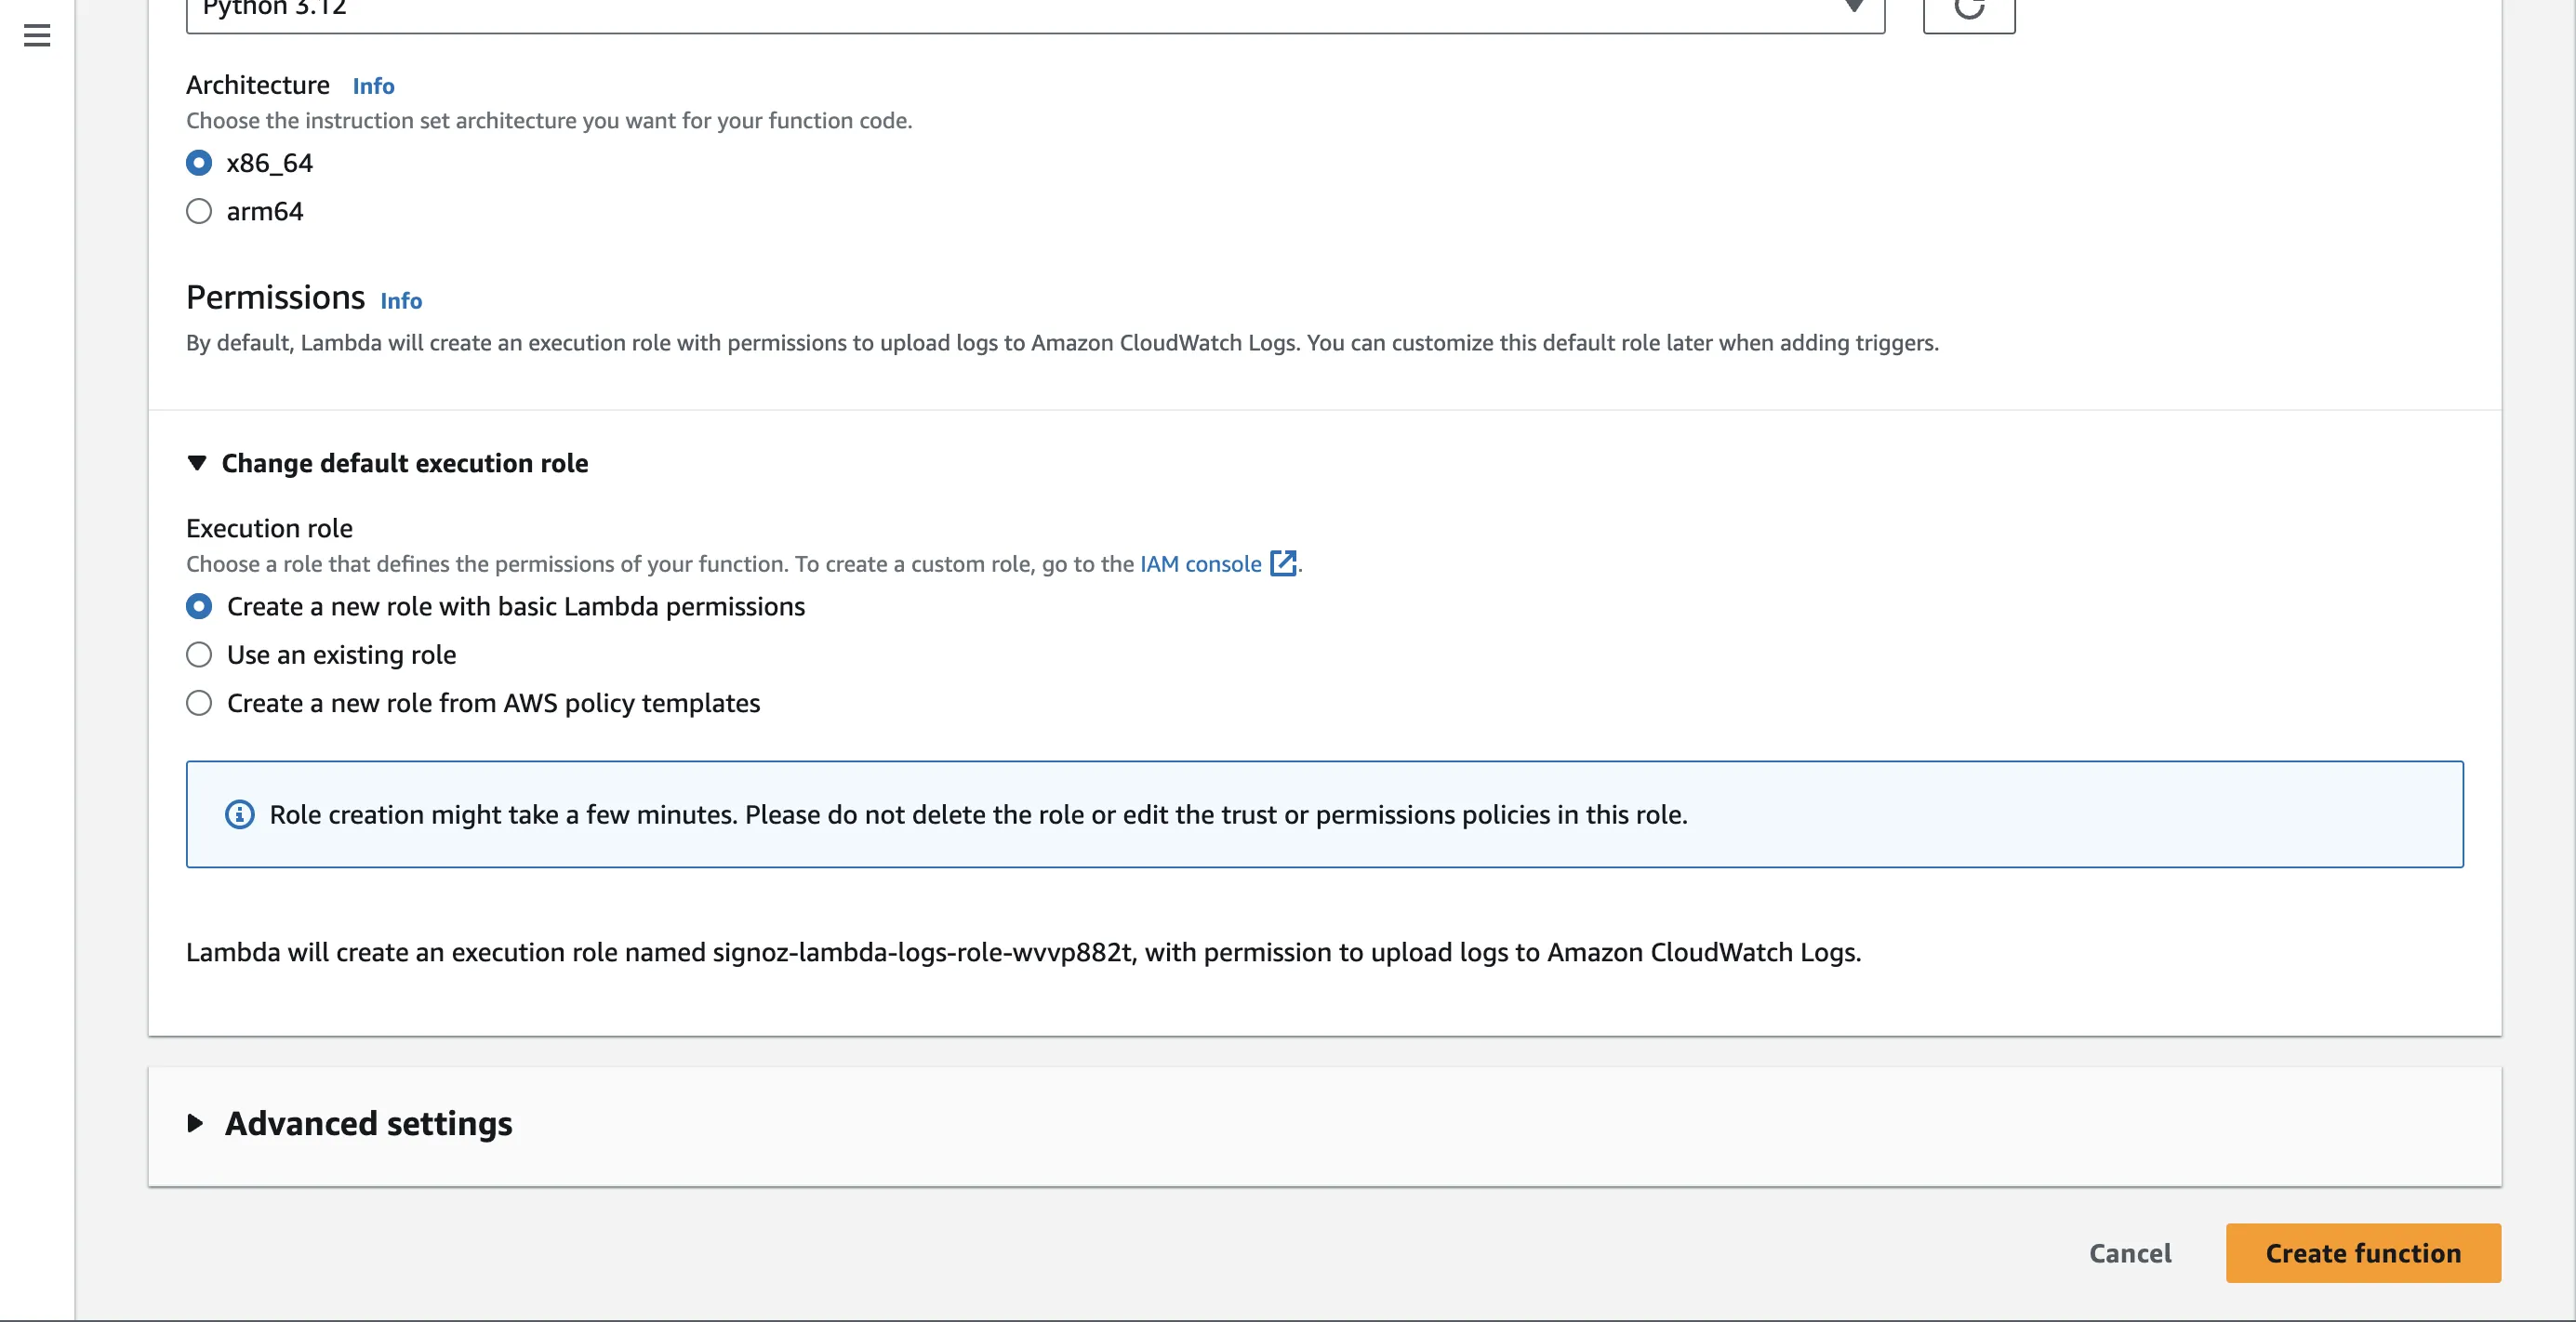 Python 3.12
Architecture Info
Choose the instruction set architecture you want for your function code.
x86_64
arm64
Permissions Info
By default, Lambda will create an execution role with permissions to upload logs to Amazon CloudWatch Logs. You can customize this default role later when adding triggers.
Change default execution role
Execution role
Choose a role that defines the permissions of your function. To create a custom role, go to the IAM console.
Create a new role with basic Lambda permissions
Use an existing role
Create a new role from AWS policy templates
Role creation might take a few minutes. Please do not delete the role or edit the trust or permissions policies in this role.
Lambda will create an execution role named signoz-lambda-logs-role-wvvp882t, with permission to upload logs to Amazon CloudWatch Logs.
Advanced settings
Cancel
Create function